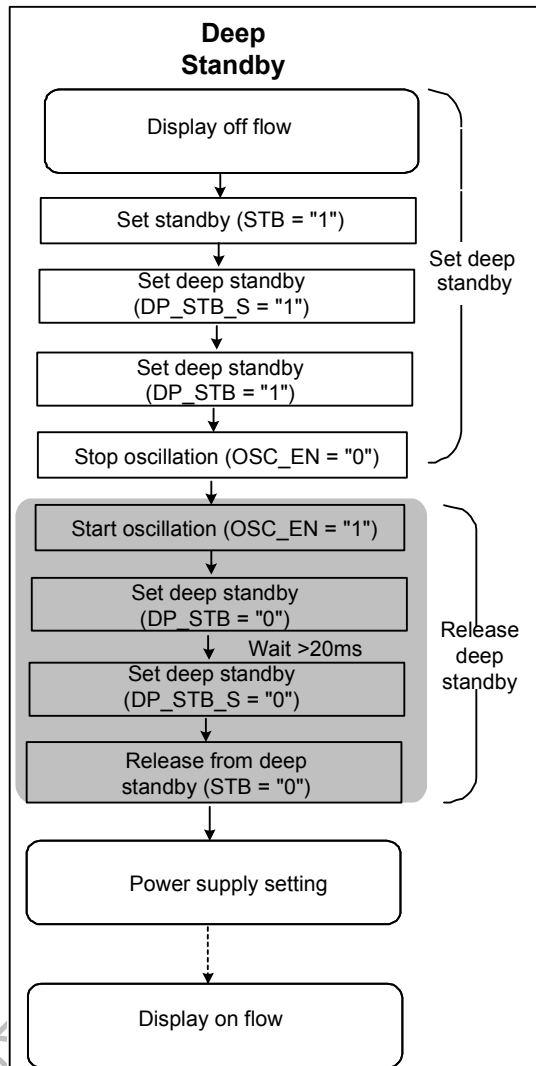 Deep
Standby
Display off flow
Set standby (STB = "1")
Set deep standby
(DP_STB_S = "1")
Set deep standby
(DP_STB = "1")
Stop oscillation (OSC_EN = "0")
Set deep
standby
Start oscillation (OSC_EN = "1")
Set deep standby
(DP_STB = "0")
Wait >20ms
Set deep standby
(DP_STB_S = "0")
Release from deep
standby (STB = "0")
Release
deep
standby
Power supply setting
Display on flow